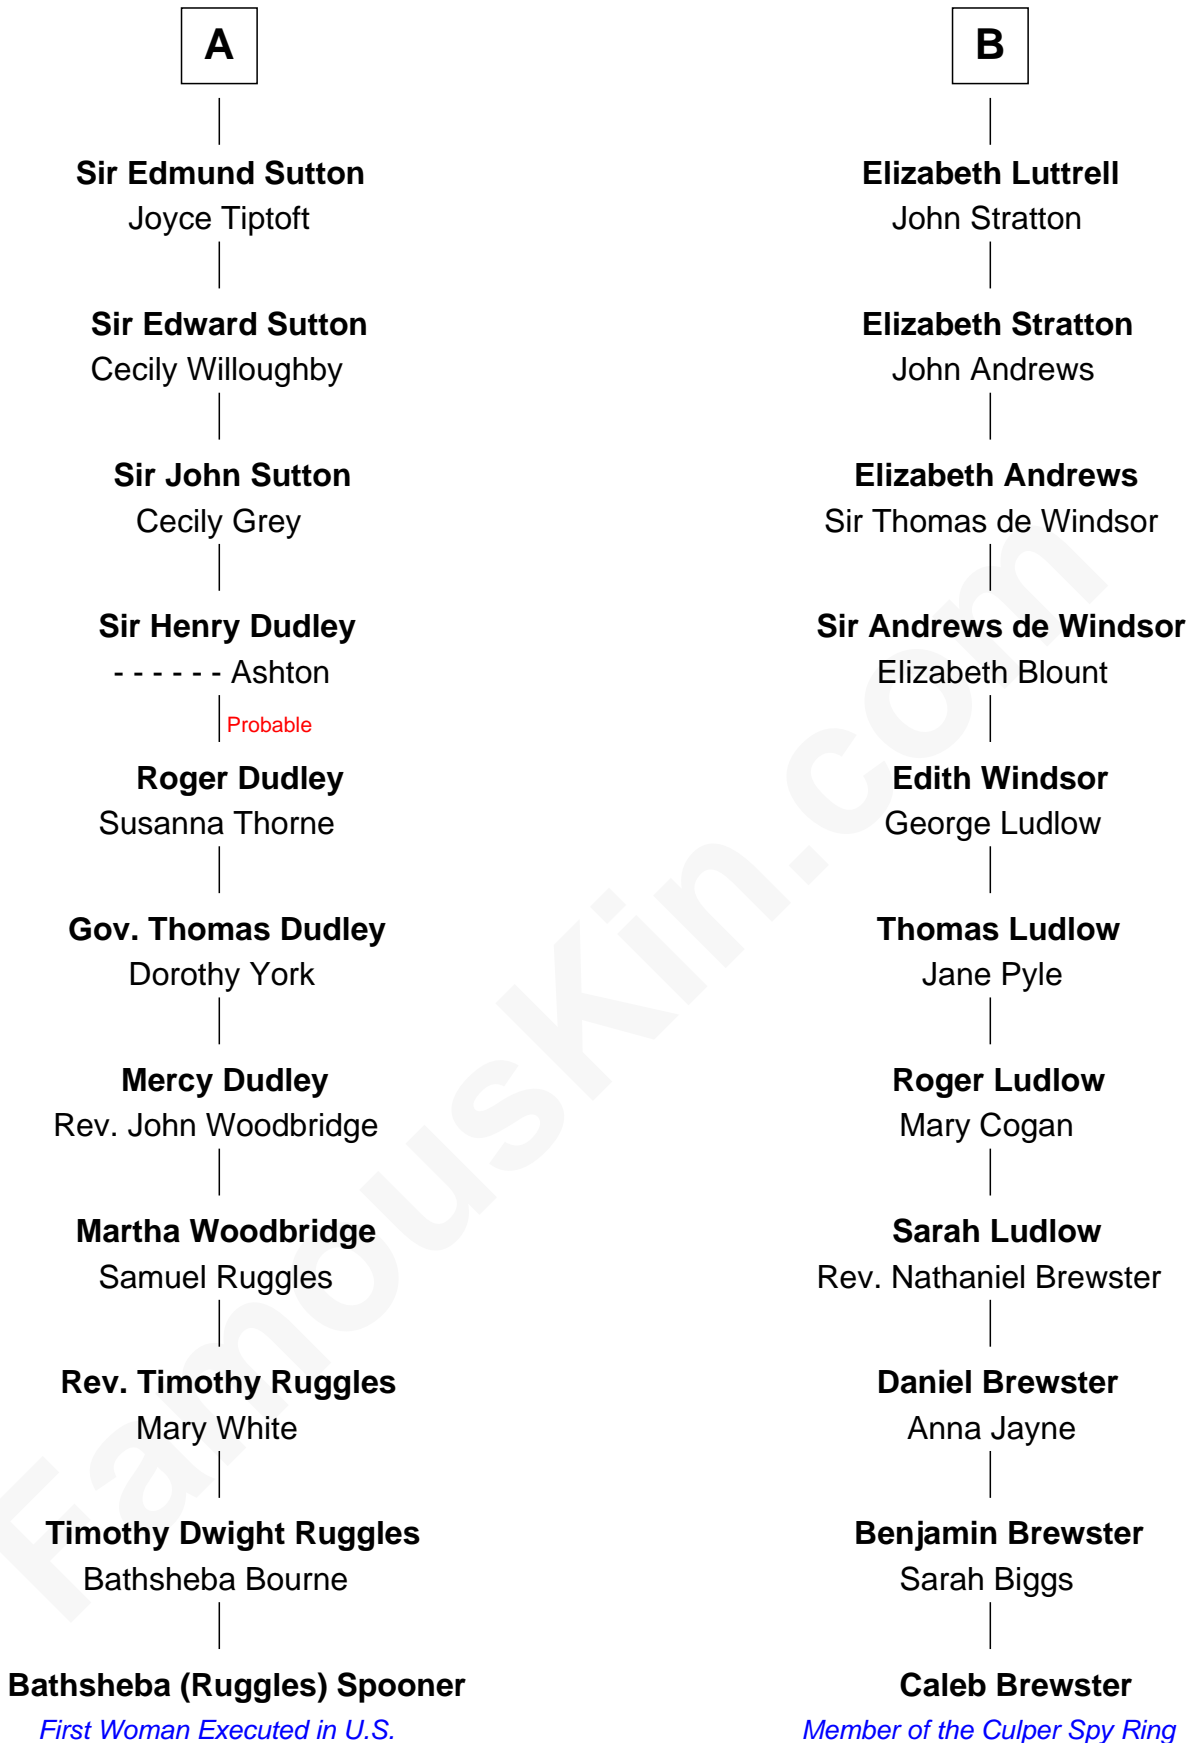 A
Sir Edmund Sutton
Joyce Tiptoft
Sir Edward Sutton
Cecily Willoughby
Sir John Sutton
Cecily Grey
Sir Henry Dudley
- - - - - - Ashton
Probable
Roger Dudley
Susanna Thorne
Gov. Thomas Dudley
Dorothy York
Mercy Dudley
Rev. John Woodbridge
Martha Woodbridge
Samuel Ruggles
Rev. Timothy Ruggles
Mary White
Timothy Dwight Ruggles
Bathsheba Bourne
Bathsheba (Ruggles) Spooner
First Woman Executed in U.S.
B
Elizabeth Luttrell
John Stratton
Elizabeth Stratton
John Andrews
Elizabeth Andrews
Sir Thomas de Windsor
Sir Andrews de Windsor
Elizabeth Blount
Edith Windsor
George Ludlow
Thomas Ludlow
Jane Pyle
Roger Ludlow
Mary Cogan
Sarah Ludlow
Rev. Nathaniel Brewster
Daniel Brewster
Anna Jayne
Benjamin Brewster
Sarah Biggs
Caleb Brewster
Member of the Culper Spy Ring
FamousKin.com